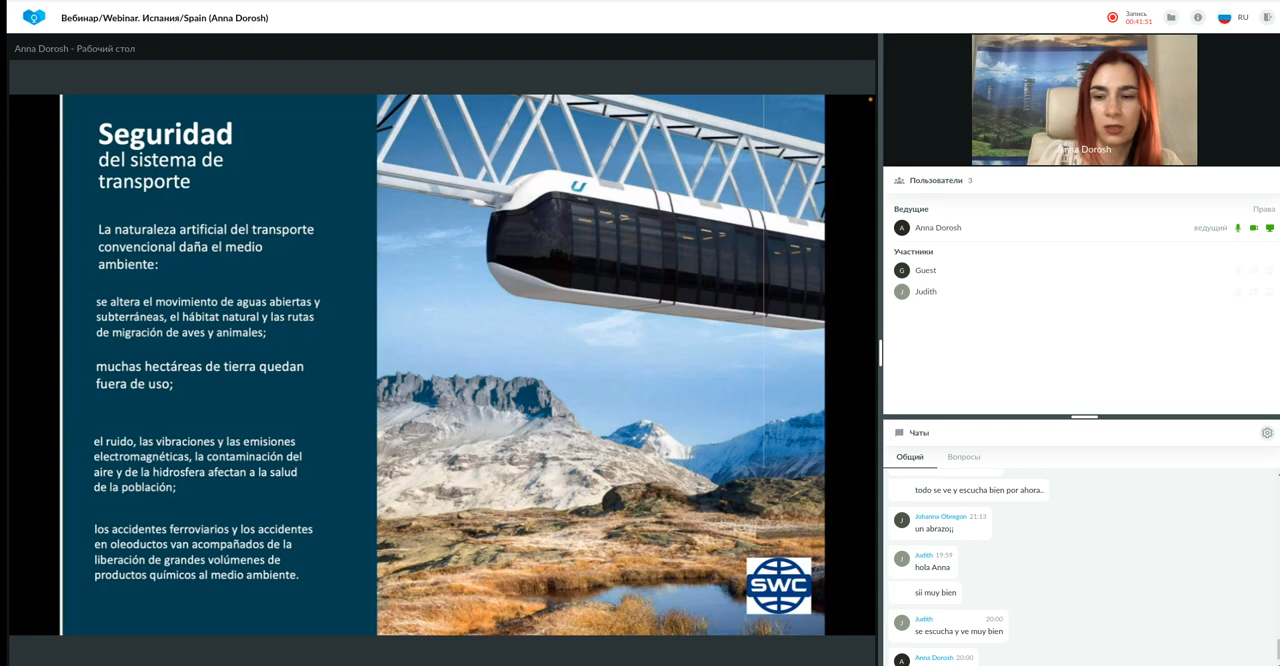 Вебинар/Webinar. Испания/Spain (Anna Dorosh)
Запись
00:41:51
RU
Anna Dorosh - Рабочий стол
Seguridad
del sistema de
transporte
La naturaleza artificial del transporte
convencional daña el medio
ambiente:
se altera el movimiento de aguas abiertas y
subterráneas, el hábitat natural y las rutas
de migración de aves y animales;
muchas hectáreas de tierra quedan
fuera de uso;
el ruido, las vibraciones y las emisiones
electromagnéticas, la contaminación del
aire y de la hidrosfera afectan a la salud
de la población;
los accidentes ferroviarios y los accidentes
en oleoductos van acompañados de la
liberación de grandes volúmenes de
productos químicos al medio ambiente.
SWC
Anna Dorosh
Пользователи 3
Ведущие Права
A Anna Dorosh ведущий
Участники
G Guest
J Judith
Чаты
Общий Вопросы
todo se ve y escucha bien por ahora..
J Johanna Obregon 21:13
un abrazo¡¡
J Judith 19:59
hola Anna
sii muy bien
J Judith 20:00
se escucha y ve muy bien
A Anna Dorosh 20:00